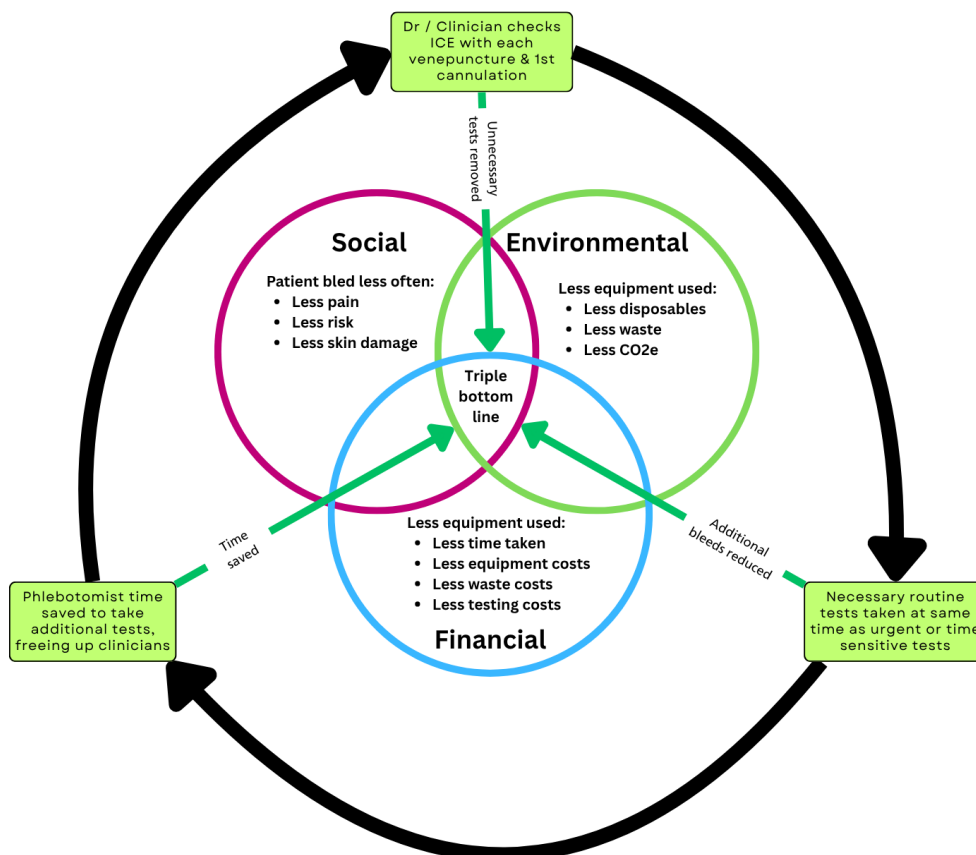 Dr / Clinician checks
ICE with each
venepuncture & 1st
cannulation
Unnecessary
tests removed
Social
Patient bled less often:
• Less pain
• Less risk
• Less skin damage
Environmental
Less equipment used:
• Less disposables
• Less waste
• Less CO2e
Triple
bottom
line
Time
saved
Additional
bleeds reduced
Less equipment used:
• Less time taken
• Less equipment costs
• Less waste costs
• Less testing costs
Financial
Phlebotomist time
saved to take
additional tests,
freeing up clinicians
Necessary routine
tests taken at same
time as urgent or time
sensitive tests